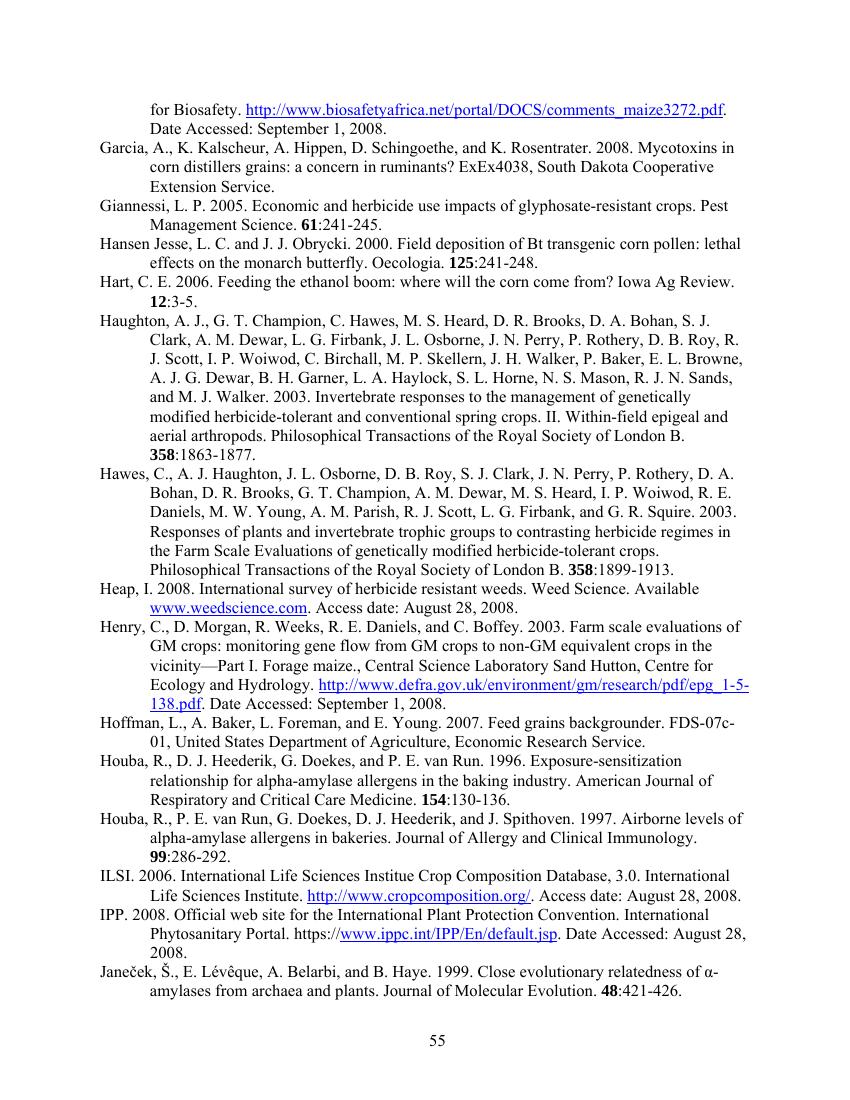 for Biosafety. http://www.biosafetyafrica.net/portal/DOCS/comments_maize3272.pdf.
Date Accessed: September 1, 2008.
Garcia, A., K. Kalscheur, A. Hippen, D. Schingoethe, and K. Rosentrater. 2008. Mycotoxins in
corn distillers grains: a concern in ruminants? ExEx4038, South Dakota Cooperative
Extension Service.
Giannessi, L. P. 2005. Economic and herbicide use impacts of glyphosate-resistant crops. Pest
Management Science. 61:241-245.
Hansen Jesse, L. C. and J. J. Obrycki. 2000. Field deposition of Bt transgenic corn pollen: lethal
effects on the monarch butterfly. Oecologia. 125:241-248.
Hart, C. E. 2006. Feeding the ethanol boom: where will the corn come from? Iowa Ag Review.
12:3-5.
Haughton, A. J., G. T. Champion, C. Hawes, M. S. Heard, D. R. Brooks, D. A. Bohan, S. J.
Clark, A. M. Dewar, L. G. Firbank, J. L. Osborne, J. N. Perry, P. Rothery, D. B. Roy, R.
J. Scott, I. P. Woiwod, C. Birchall, M. P. Skellern, J. H. Walker, P. Baker, E. L. Browne,
A. J. G. Dewar, B. H. Garner, L. A. Haylock, S. L. Horne, N. S. Mason, R. J. N. Sands,
and M. J. Walker. 2003. Invertebrate responses to the management of genetically
modified herbicide-tolerant and conventional spring crops. II. Within-field epigeal and
aerial arthropods. Philosophical Transactions of the Royal Society of London B.
358:1863-1877.
Hawes, C., A. J. Haughton, J. L. Osborne, D. B. Roy, S. J. Clark, J. N. Perry, P. Rothery, D. A.
Bohan, D. R. Brooks, G. T. Champion, A. M. Dewar, M. S. Heard, I. P. Woiwod, R. E.
Daniels, M. W. Young, A. M. Parish, R. J. Scott, L. G. Firbank, and G. R. Squire. 2003.
Responses of plants and invertebrate trophic groups to contrasting herbicide regimes in
the Farm Scale Evaluations of genetically modified herbicide-tolerant crops.
Philosophical Transactions of the Royal Society of London B. 358:1899-1913.
Heap, I. 2008. International survey of herbicide resistant weeds. Weed Science. Available
www.weedscience.com. Access date: August 28, 2008.
Henry, C., D. Morgan, R. Weeks, R. E. Daniels, and C. Boffey. 2003. Farm scale evaluations of
GM crops: monitoring gene flow from GM crops to non-GM equivalent crops in the
vicinity—Part I. Forage maize., Central Science Laboratory Sand Hutton, Centre for
Ecology and Hydrology. http://www.defra.gov.uk/environment/gm/research/pdf/epg_1-5-
138.pdf. Date Accessed: September 1, 2008.
Hoffman, L., A. Baker, L. Foreman, and E. Young. 2007. Feed grains backgrounder. FDS-07c-
01, United States Department of Agriculture, Economic Research Service.
Houba, R., D. J. Heederik, G. Doekes, and P. E. van Run. 1996. Exposure-sensitization
relationship for alpha-amylase allergens in the baking industry. American Journal of
Respiratory and Critical Care Medicine. 154:130-136.
Houba, R., P. E. van Run, G. Doekes, D. J. Heederik, and J. Spithoven. 1997. Airborne levels of
alpha-amylase allergens in bakeries. Journal of Allergy and Clinical Immunology.
99:286-292.
ILSI. 2006. International Life Sciences Institue Crop Composition Database, 3.0. International
Life Sciences Institute. http://www.cropcomposition.org/. Access date: August 28, 2008.
IPP. 2008. Official web site for the International Plant Protection Convention. International
Phytosanitary Portal. https://www.ippc.int/IPP/En/default.jsp. Date Accessed: August 28,
2008.
Janeček, Š., E. Lévêque, A. Belarbi, and B. Haye. 1999. Close evolutionary relatedness of α-
amylases from archaea and plants. Journal of Molecular Evolution. 48:421-426.
55